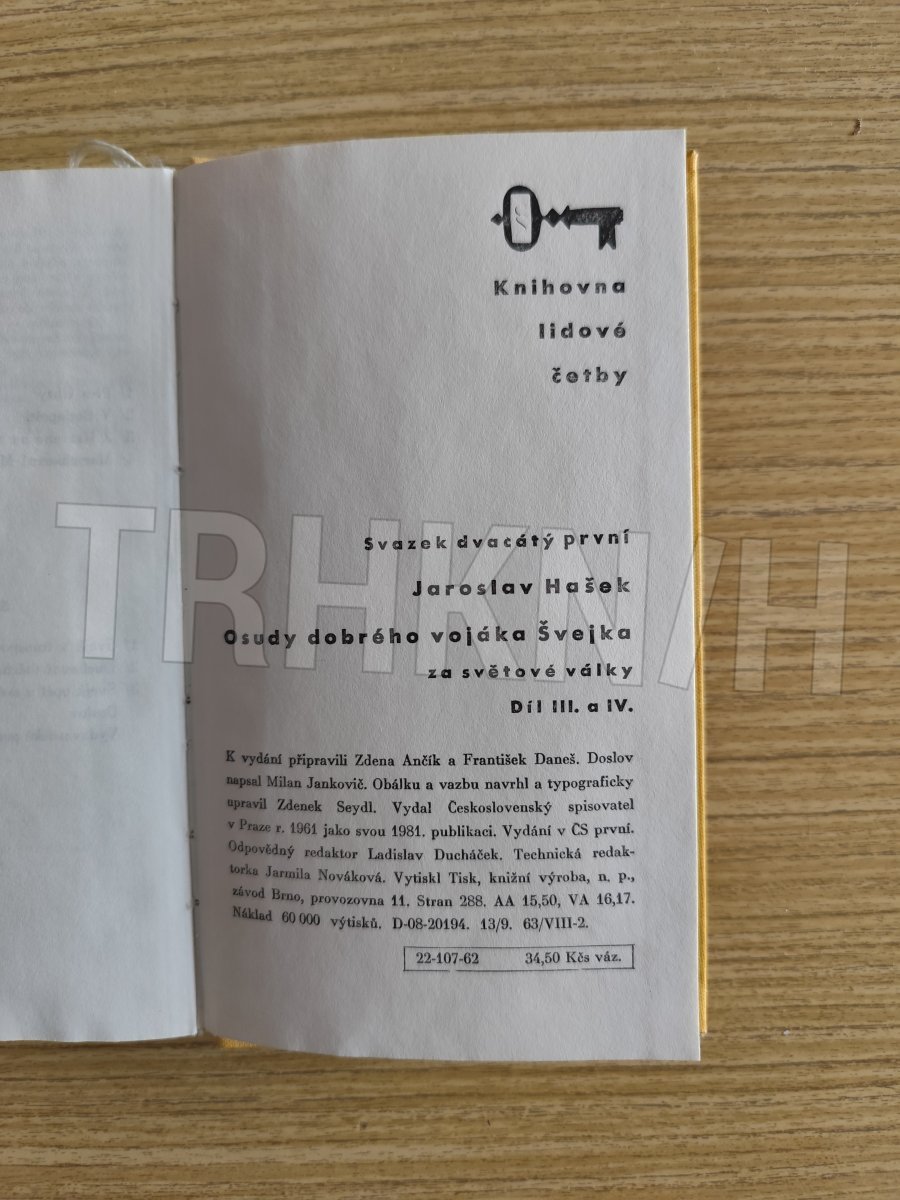 Knihovna
lidové
četby
Svazek dvacátý první
Jaroslav Hašek
Osudy dobrého vojáka Švejka
za světové války
Díl III. a IV.
K vydání připravili Zdena Ančík a František Daneš. Doslov
napsal Milan Jankovič. Obálku a vazbu navrhl a typograficky
upravil Zdenek Seydl. Vydal Československý spisovatel
v Praze r. 1961 jako svou 1981. publikaci. Vydání v ČS první.
Odpovědný redaktor Ladislav Ducháček. Technická redak-
torka Jarmila Nováková. Vytiskl Tisk, knižní výroba, n. p.,
závod Brno, provozovna 11. Stran 288. AA 15,50, VA 16,17.
Náklad 60 000 výtisků. D-08-20194. 13/9. 63/VIII-2.
22-107-62 34,50 Kčs váz.
TRHKNIH